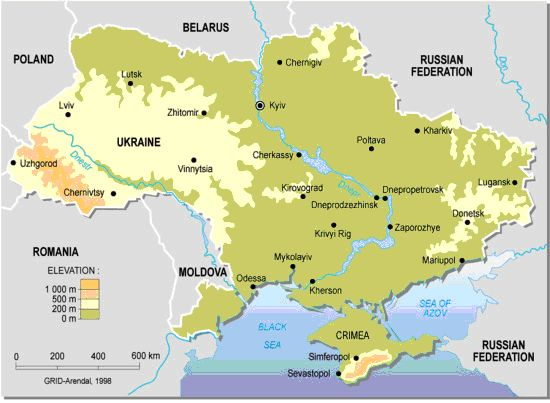 BELARUS
POLAND
Chernigiv
RUSSIAN
FEDERATION
Lutsk
Lviv
Zhitomir
Kyiv
UKRAINE
Kharkiv
Poltava
Dnestr
Cherkassy
Uzhgorod
Vinnytsia
Lugansk
Chernivtsy
Kirovograd
Dnepr
Dnepropetrovsk
Dneprodzezhinsk
Donetsk
Krivyi Rig
Zaporozhye
ROMANIA
Mykolayiv
Mariupol
MOLDOVA
ELEVATION :
Odessa
Kherson
1 000 m
500 m
200 m
0 m
SEA OF
AZOV
BLACK
SEA
CRIMEA
RUSSIAN
FEDERATION
Simferopol
Sevastopol
0 200 400 600 km
GRID-Arendal, 1998